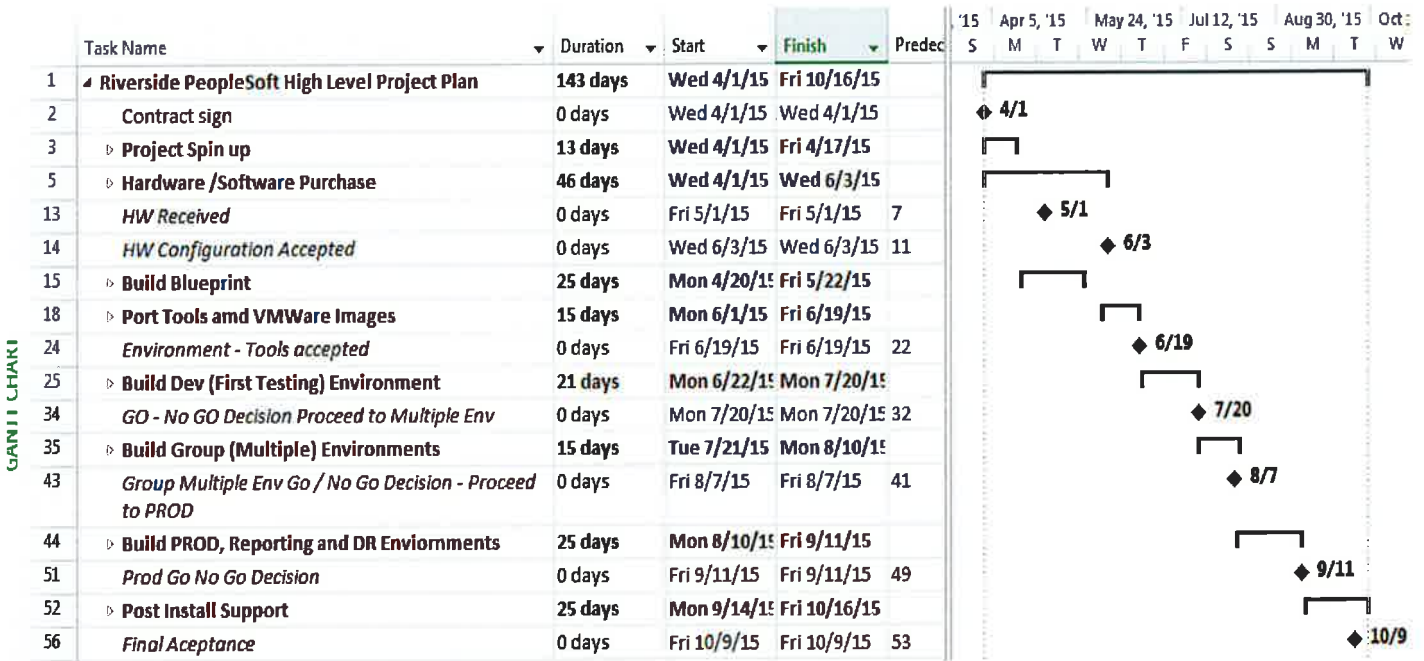 , '15 Apr 5, '15 May 24, '15 Jul 12, '15 Aug 30, '15 Oct
Task Name Duration Start Finish Predec S M T W T F S S M T W
1 Riverside PeopleSoft High Level Project Plan 143 days Wed 4/1/15 Fri 10/16/15
2 Contract sign 0 days Wed 4/1/15 Wed 4/1/15 4/1
3 Project Spin up 13 days Wed 4/1/15 Fri 4/17/15
5 Hardware /Software Purchase 46 days Wed 4/1/15 Wed 6/3/15
13 HW Received 0 days Fri 5/1/15 Fri 5/1/15 7 5/1
14 HW Configuration Accepted 0 days Wed 6/3/15 Wed 6/3/15 11 6/3
15 Build Blueprint 25 days Mon 4/20/15 Fri 5/22/15
18 Port Tools amd VMWare Images 15 days Mon 6/1/15 Fri 6/19/15
24 Environment - Tools accepted 0 days Fri 6/19/15 Fri 6/19/15 22 6/19
25 Build Dev (First Testing) Environment 21 days Mon 6/22/15 Mon 7/20/15
34 GO - No GO Decision Proceed to Multiple Env 0 days Mon 7/20/15 Mon 7/20/15 32 7/20
35 Build Group (Multiple) Environments 15 days Tue 7/21/15 Mon 8/10/15
43 Group Multiple Env Go / No Go Decision - Proceed 0 days Fri 8/7/15 Fri 8/7/15 41 8/7
to PROD
44 Build PROD, Reporting and DR Enviornments 25 days Mon 8/10/15 Fri 9/11/15
51 Prod Go No Go Decision 0 days Fri 9/11/15 Fri 9/11/15 49 9/11
52 Post Install Support 25 days Mon 9/14/15 Fri 10/16/15
56 Final Aceptance 0 days Fri 10/9/15 Fri 10/9/15 53 10/9
GANTT CHART